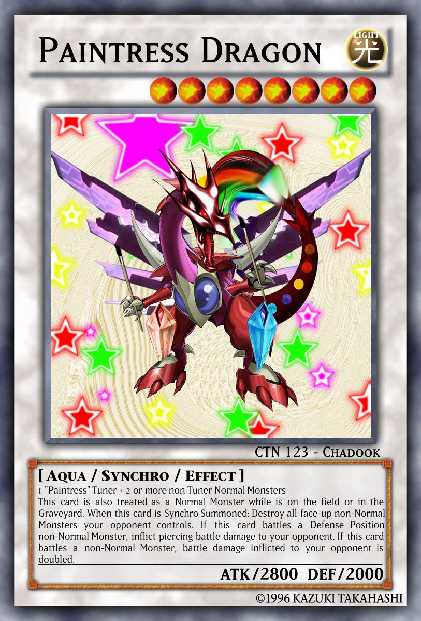 PAINTRESS DRAGON
LIGHT
光
CTN 123 - CHADOOK
[ AQUA / SYNCHRO / EFFECT ]
1 "Paintress" Tuner + 2 or more non Tuner Normal Monsters
This card is also treated as a Normal Monster while is on the field or in the
Graveyard. When this card is Synchro Summoned: Destroy all face-up non-Normal
Monsters your opponent controls. If this card battles a Defense Position
non-Normal Monster, inflict piercing battle damage to your opponent. If this card
battles a non-Normal Monster, battle damage inflicted to your opponent is
doubled.
ATK/2800 DEF/2000
©1996 KAZUKI TAKAHASHI